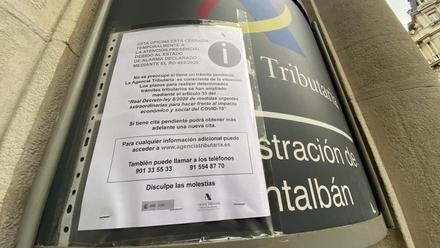 ESTA OFICINA ESTA CERRADA
TEMPORALMENTE A
LA ATENCIÓN PRESENCIAL
DEBIDO AL ESTADO
DE ALARMA DECLARADO
MEDIANTE EL RD 463/2020.
i
No se preocupe si tiene un trámite pendiente.
La Agencia Tributaria es consciente de la situación.
Los plazos para realizar determinados
trámites tributarios se han ampliado
mediante el artículo 33 del
"Real Decreto-ley 8/2020 de medidas urgentes
extraordinarias para hacer frente al impacto
económico y social del COVID-19"
Si tiene cita pendiente podrá obtener más
adelante una nueva cita.
Para cualquier información adicional puede
acceder a www.agenciatributaria.es
También puede llamar a los teléfonos
901 33 55 33 91 554 87 70
Disculpe las molestias
Agencia Tributaria
Tributaria
stración de
ntalbán